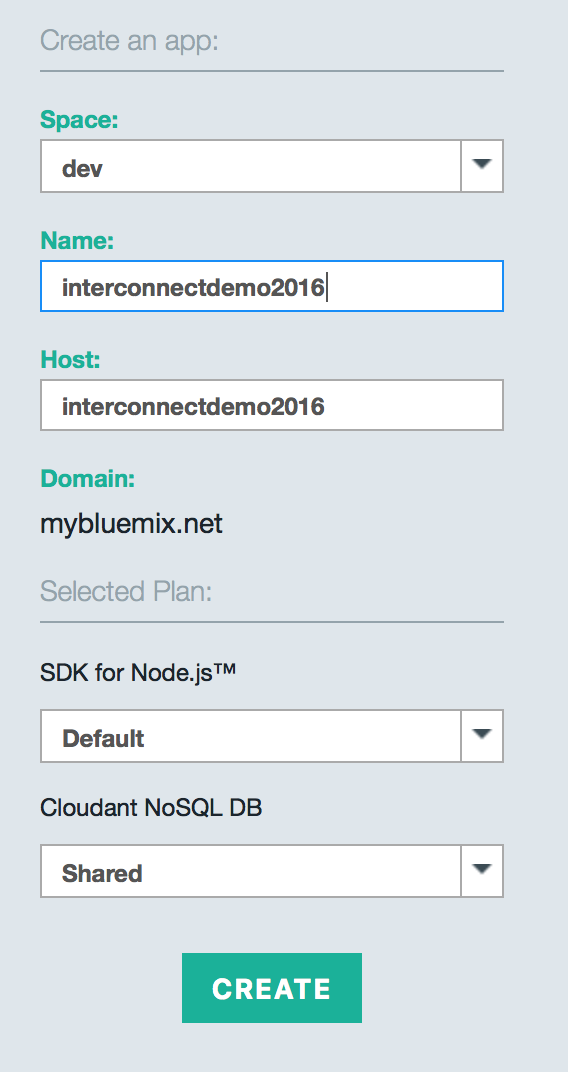 Create an app:
Space:
dev
Name:
interconnectdemo2016
Host:
interconnectdemo2016
Domain:
mybluemix.net
Selected Plan:
SDK for Node.js™
Default
Cloudant NoSQL DB
Shared
CREATE